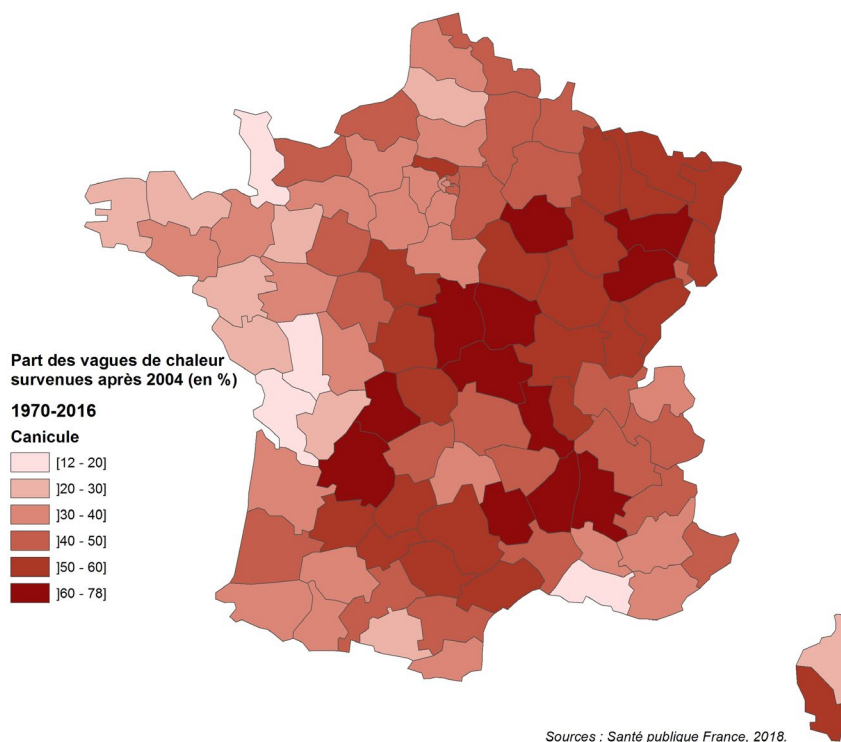 Part des vagues de chaleur
survenues après 2004 (en %)
1970-2016
Canicule
[12 - 20]
]20 - 30]
]30 - 40]
]40 - 50]
]50 - 60]
]60 - 78]
Sources : Santé publique France, 2018.